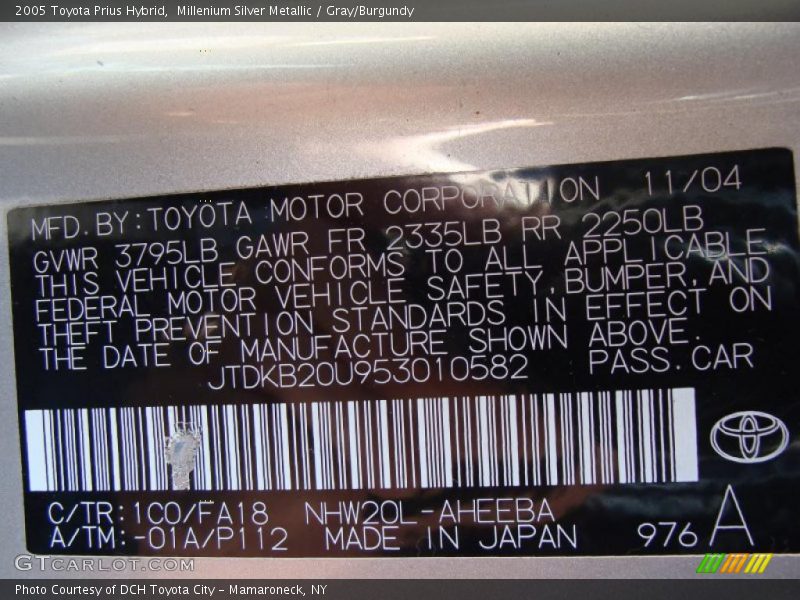 2005 Toyota Prius Hybrid,  Millenium Silver Metallic / Gray/Burgundy
MFD.BY:TOYOTA MOTOR CORPORATION 11/04
GVWR 3795LB GAWR FR 2335LB RR 2250LB
THIS VEHICLE CONFORMS TO ALL APPLICABLE
FEDERAL MOTOR VEHICLE SAFETY,BUMPER,AND
THEFT PREVENTION STANDARDS IN EFFECT ON
THE DATE OF MANUFACTURE SHOWN ABOVE.
JTDKB20U953010582 PASS.CAR
C/TR:1C0/FA18 NHW20L-AHEEBA
A/TM:-01A/P112 MADE IN JAPAN 976 A
GTCARLOT.COM
Photo Courtesy of DCH Toyota City – Mamaroneck, NY